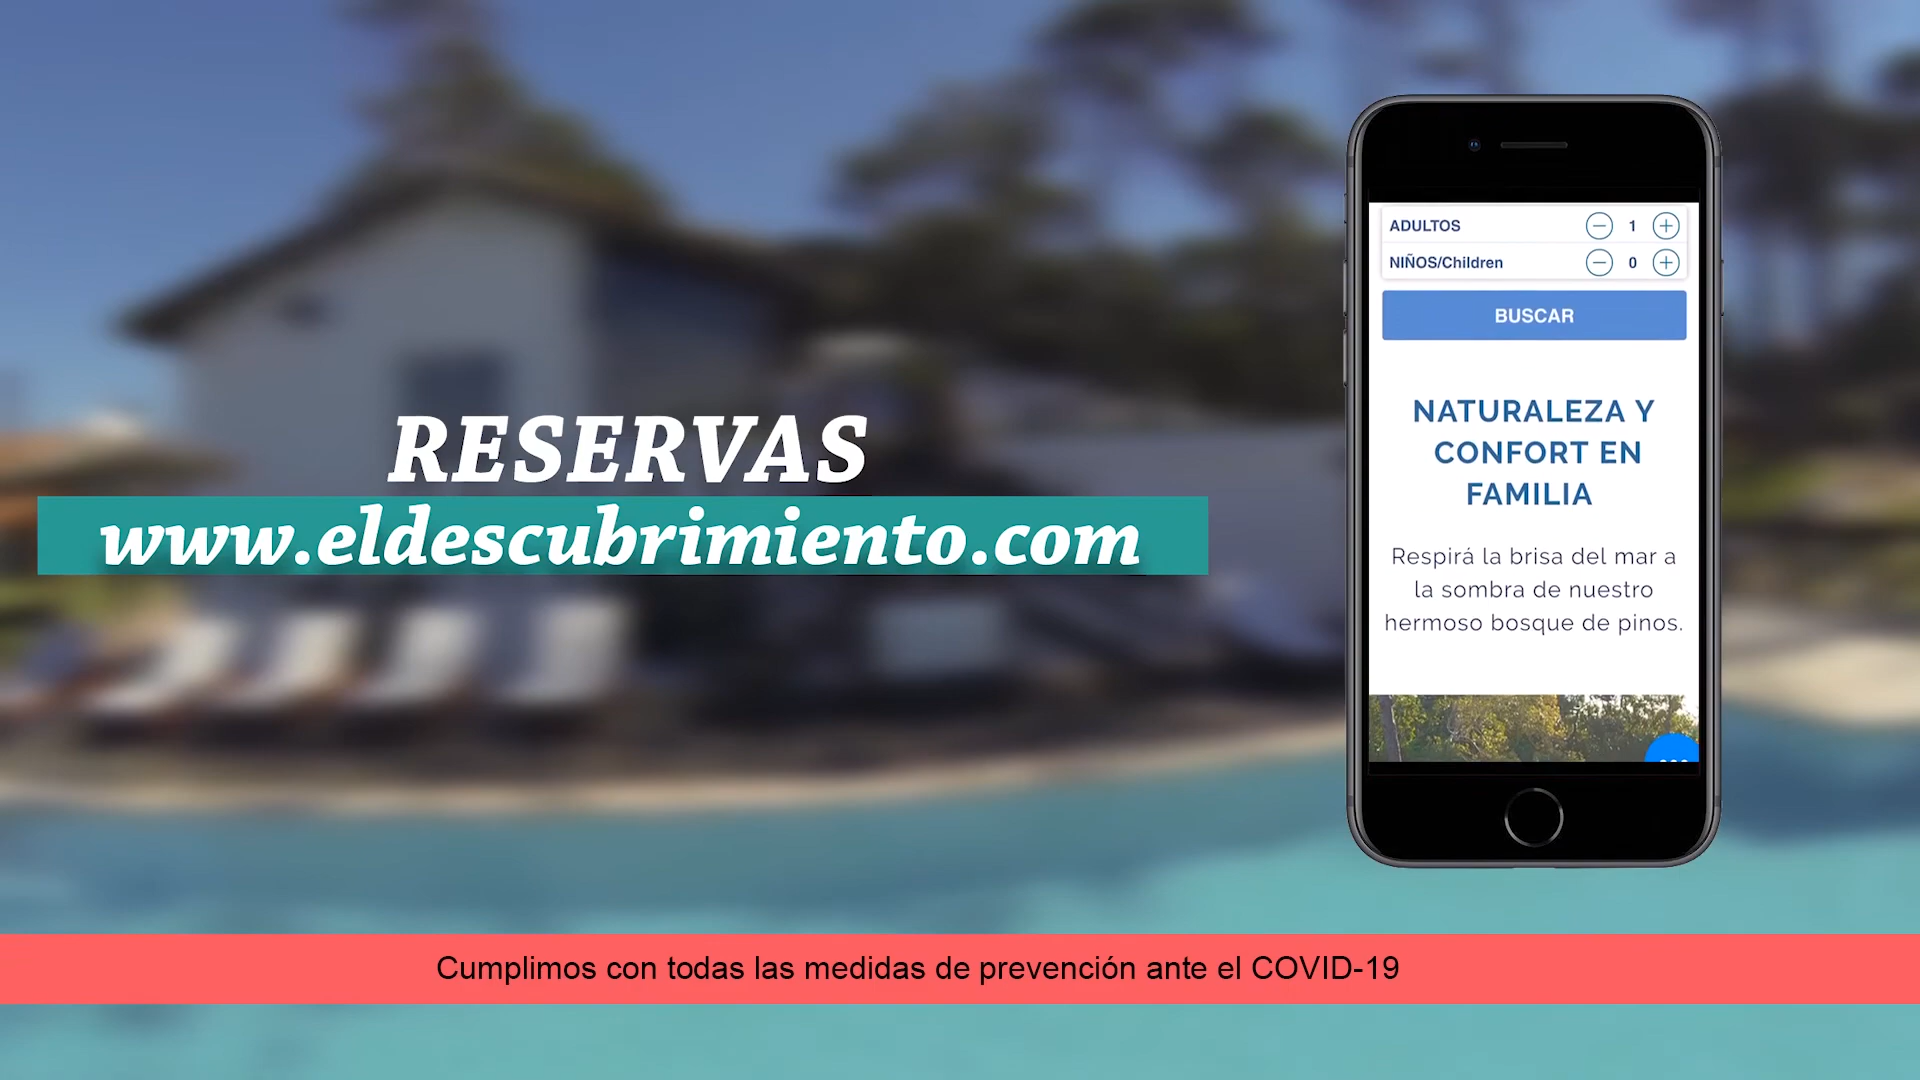 RESERVAS
www.eldescubrimiento.com
ADULTOS 1
NIÑOS/Children 0
BUSCAR
NATURALEZA Y
CONFORT EN
FAMILIA
Respirá la brisa del mar a
la sombra de nuestro
hermoso bosque de pinos.
Cumplimos con todas las medidas de prevención ante el COVID-19